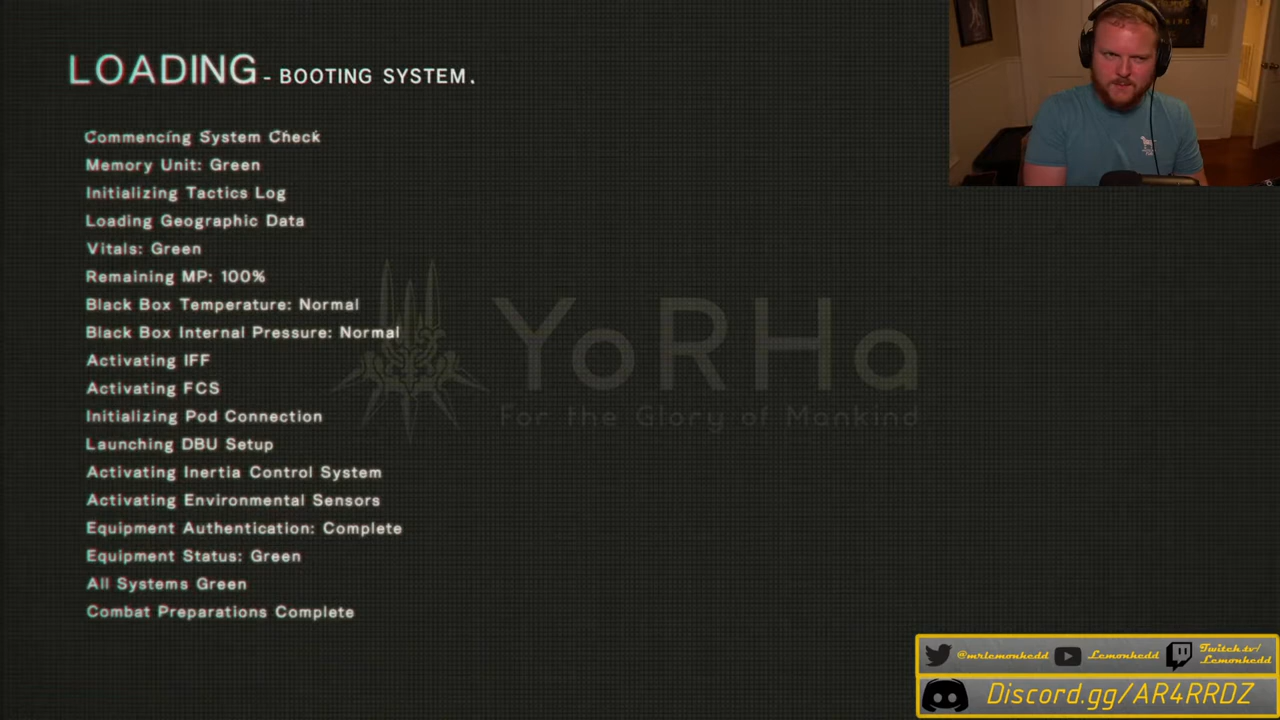 LOADING - BOOTING SYSTEM.
Commencing System Check
Memory Unit: Green
Initializing Tactics Log
Loading Geographic Data
Vitals: Green
Remaining MP: 100%
Black Box Temperature: Normal
Black Box Internal Pressure: Normal
Activating IFF
Activating FCS
Initializing Pod Connection
Launching DBU Setup
Activating Inertia Control System
Activating Environmental Sensors
Equipment Authentication: Complete
Equipment Status: Green
All Systems Green
Combat Preparations Complete
YoRHa
For the Glory of Mankind
@mrlemonhedd Lemonhedd Twitch.tv/
Lemonhedd
Discord.gg/AR4RRDZ